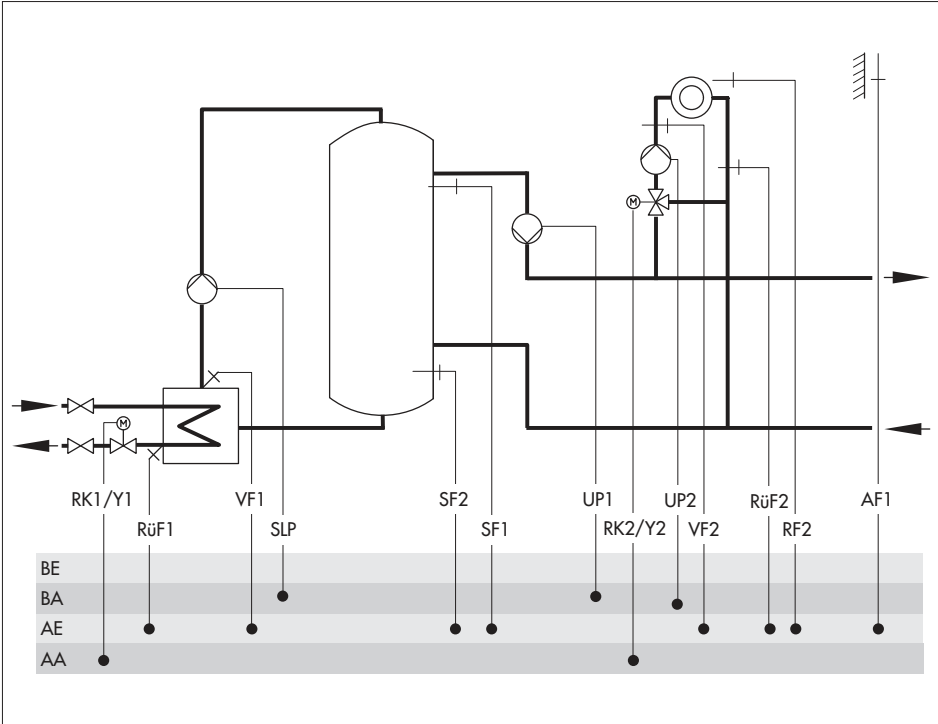 M
M
RK1/Y1
VF1
SF2
UP1
UP2
RüF2
AF1
RüF1
SLP
SF1
RK2/Y2
VF2
RF2
BE
BA
AE
AA